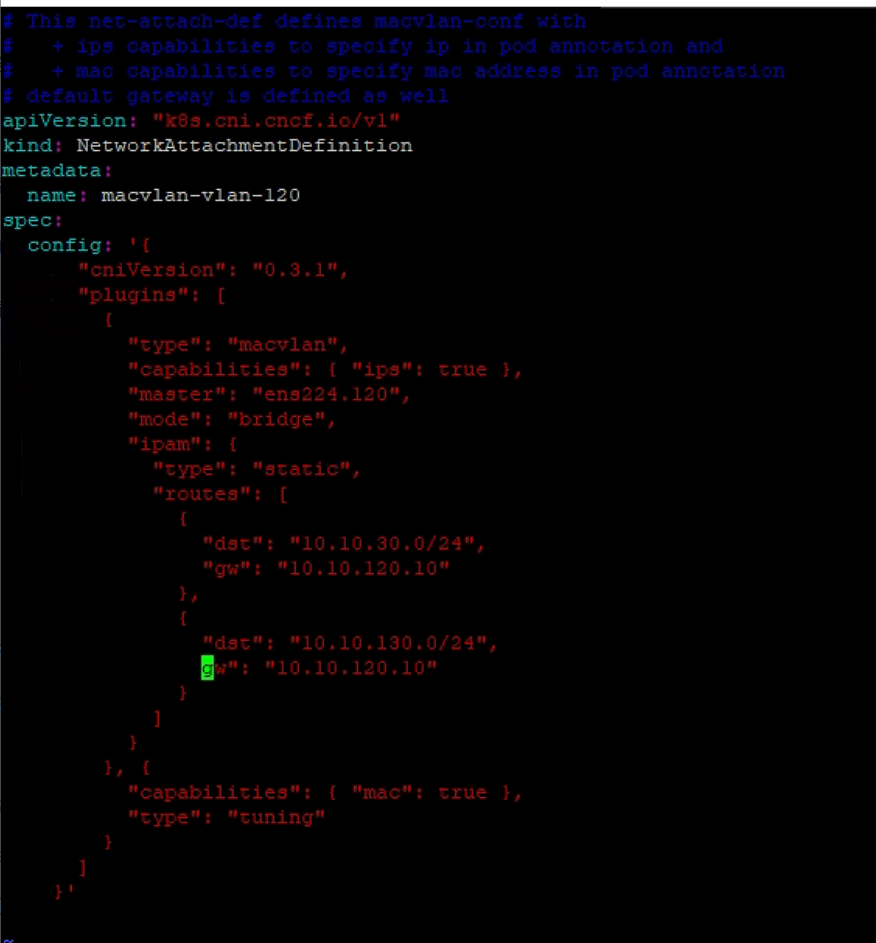 # This net-attach-def defines macvlan-conf with
#   + ips capabilities to specify ip in pod annotation and
#   + mac capabilities to specify mac address in pod annotation
# default gateway is defined as well
apiVersion: "k8s.cni.cncf.io/v1"
kind: NetworkAttachmentDefinition
metadata:
  name: macvlan-vlan-120
spec:
  config: '{
      "cniVersion": "0.3.1",
      "plugins": [
        {
          "type": "macvlan",
          "capabilities": { "ips": true },
          "master": "ens224.120",
          "mode": "bridge",
          "ipam": {
            "type": "static",
            "routes": [
              {
                "dst": "10.10.30.0/24",
                "gw": "10.10.120.10"
              },
              {
                "dst": "10.10.130.0/24",
                gw": "10.10.120.10"
              }
            ]
          }
        }, {
          "capabilities": { "mac": true },
          "type": "tuning"
        }
      ]
    }'
~